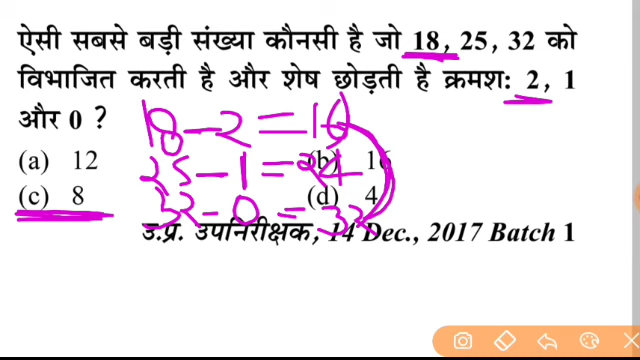 ऐसी सबसे बड़ी संख्या कौनसी है जो 18, 25, 32 को
विभाजित करती है और शेष छोड़ती है क्रमश: 2, 1
और 0 ?
18 - 2 = 16
(a) 12 (b) 16
25 - 1 = 24
(c) 8 (d) 4
32 - 0 = 32
उ.प्र. उपनिरीक्षक, 14 Dec., 2017 Batch 1